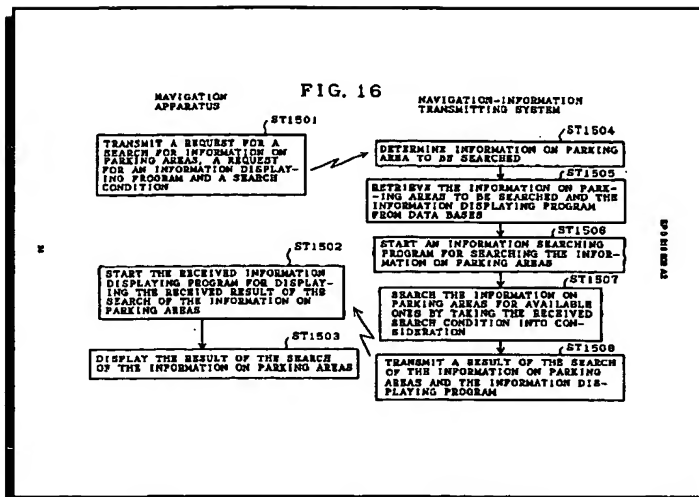 FIG. 16
NAVIGATION
APPARATUS
NAVIGATION-INFORMATION
TRANSMITTING SYSTEM
ST1501
TRANSMIT A REQUEST FOR A
SEARCH FOR INFORMATION ON
PARKING AREAS, A REQUEST
FOR AN INFORMATION DISPLAY-
ING PROGRAM AND A SEARCH
CONDITION
ST1504
DETERMINE INFORMATION ON PARKING
AREA TO BE SEARCHED
ST1505
RETRIEVE THE INFORMATION ON PARK-
ING AREAS TO BE SEARCHED AND THE
INFORMATION DISPLAYING PROGRAM
FROM DATA BASES
ST1506
START AN INFORMATION SEARCHING
PROGRAM FOR SEARCHING THE INFOR-
MATION ON PARKING AREAS
ST1507
SEARCH THE INFORMATION ON
PARKING AREAS FOR AVAILABLE
ONES BY TAKING THE RECEIVED
SEARCH CONDITION INTO CON-
SIDERATION
ST1508
TRANSMIT A RESULT OF THE SEARCH
OF THE INFORMATION ON PARKING
AREAS AND THE INFORMATION DIS-
PLAYING PROGRAM
ST1502
START THE RECEIVED INFORMATION
DISPLAYING PROGRAM FOR DISPLAY-
ING THE RECEIVED RESULT OF THE
SEARCH OF THE INFORMATION ON
PARKING AREAS
ST1503
DISPLAY THE RESULT OF THE SEARCH
OF THE INFORMATION ON PARKING AREAS